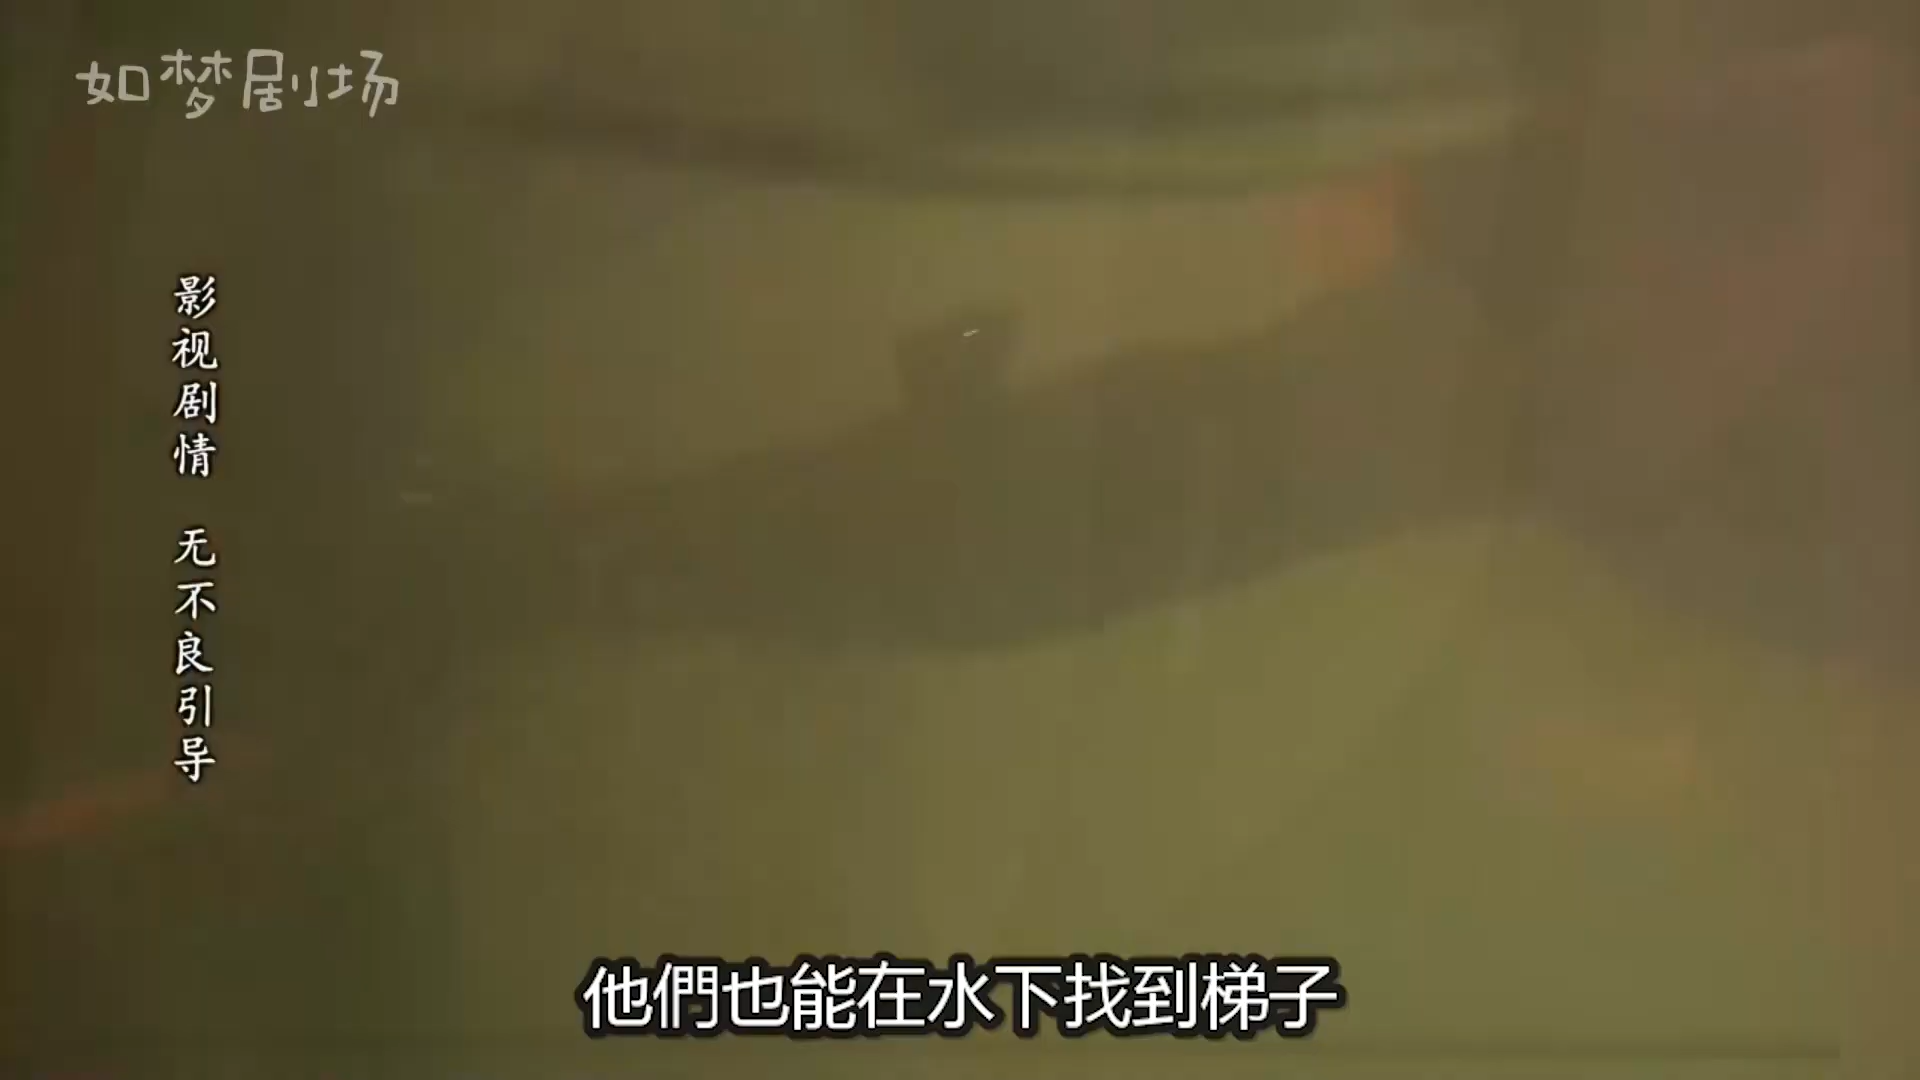 如梦剧场
影视剧情 无不良引导
他們也能在水下找到梯子